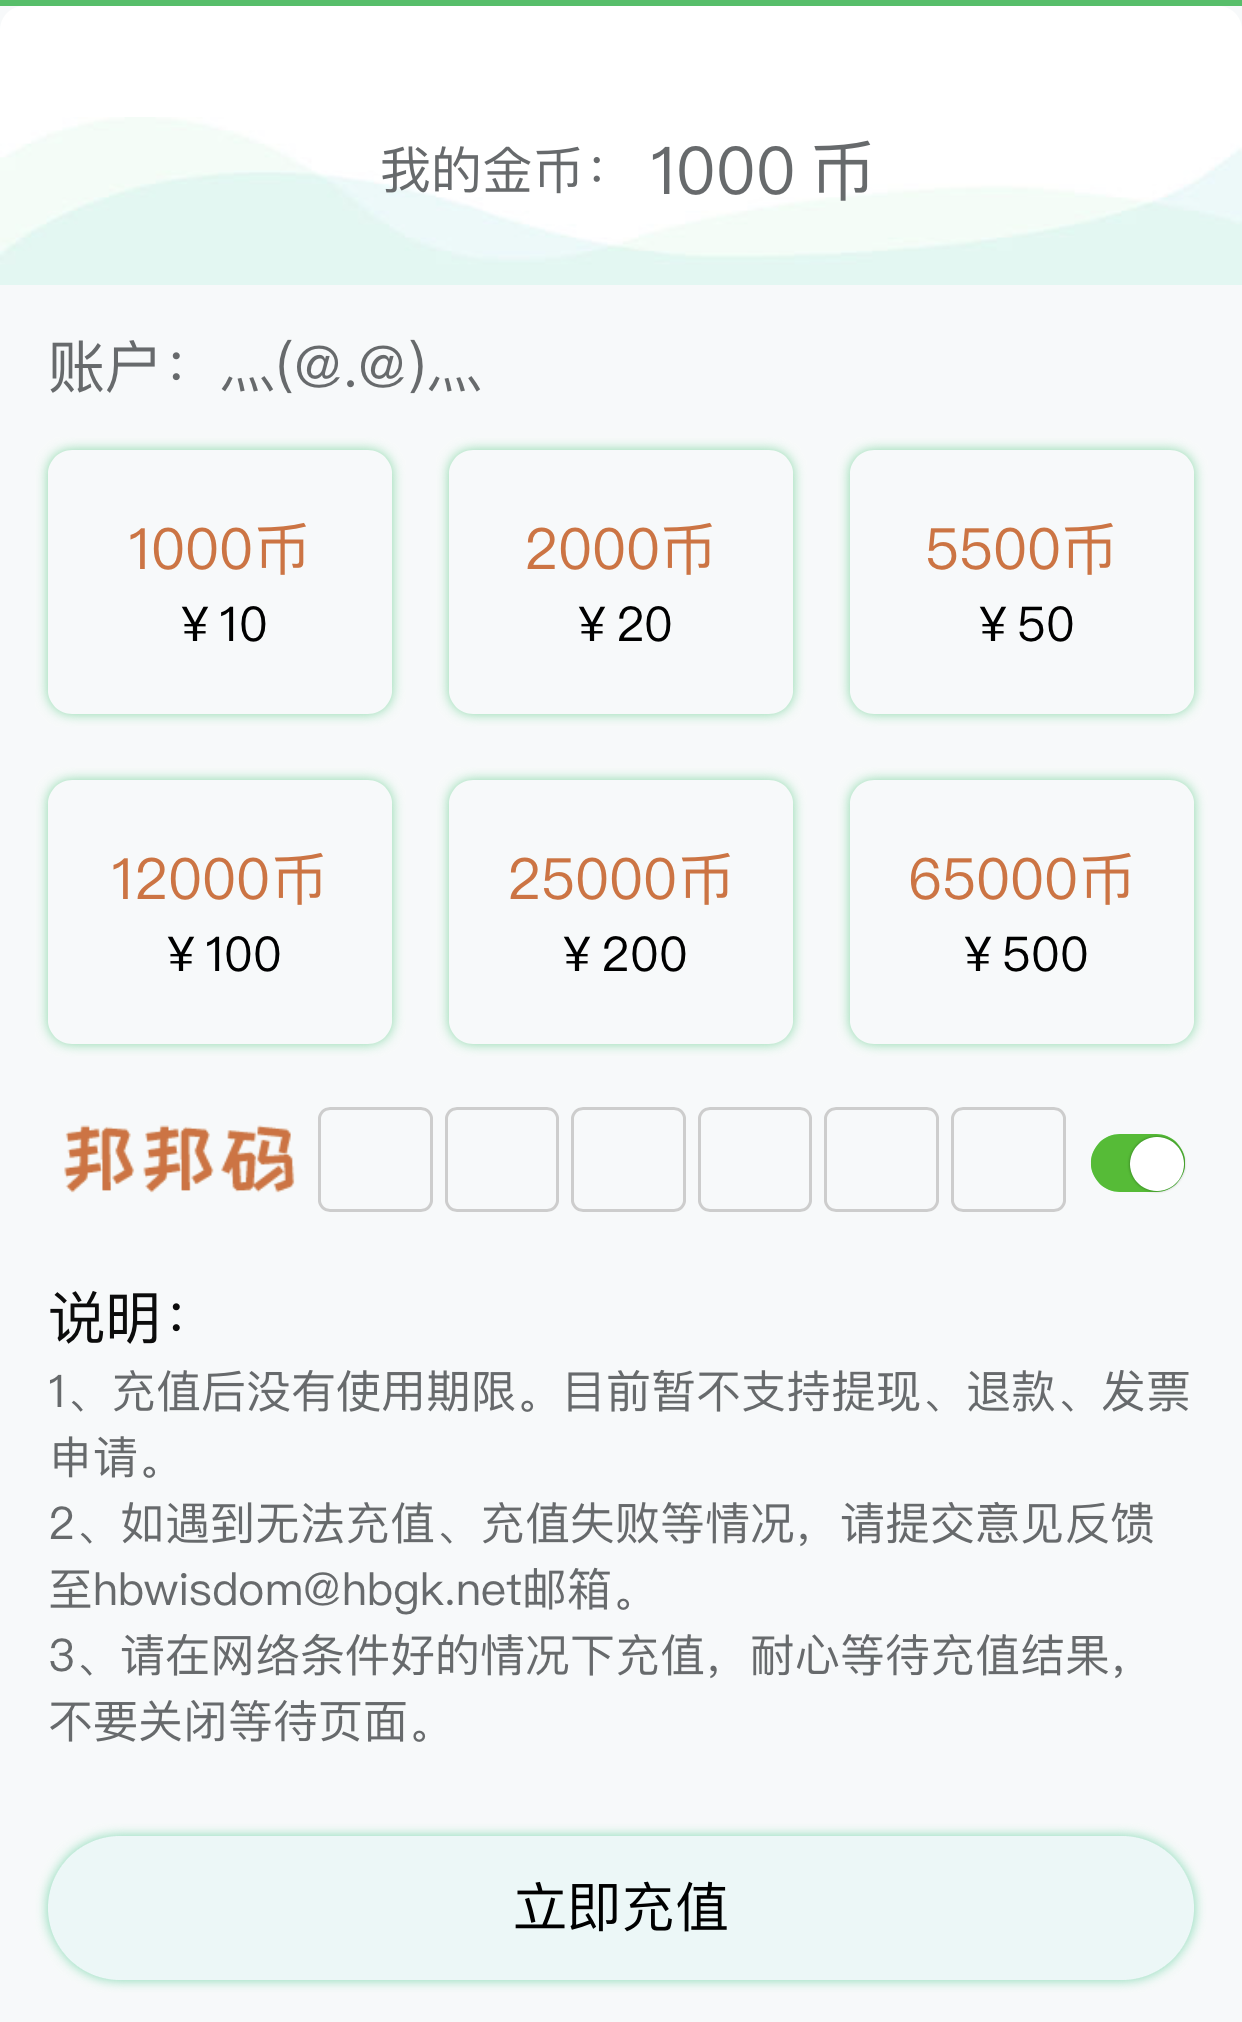 我的金币： 1000 币
账户：灬(@.@)灬
1000币 2000币 5500币
¥10 ¥20 ¥50
12000币 25000币 65000币
¥100 ¥200 ¥500
邦邦码
说明：
1、充值后没有使用期限。目前暂不支持提现、退款、发票
申请。
2、如遇到无法充值、充值失败等情况，请提交意见反馈
至hbwisdom@hbgk.net邮箱。
3、请在网络条件好的情况下充值，耐心等待充值结果，
不要关闭等待页面。
立即充值